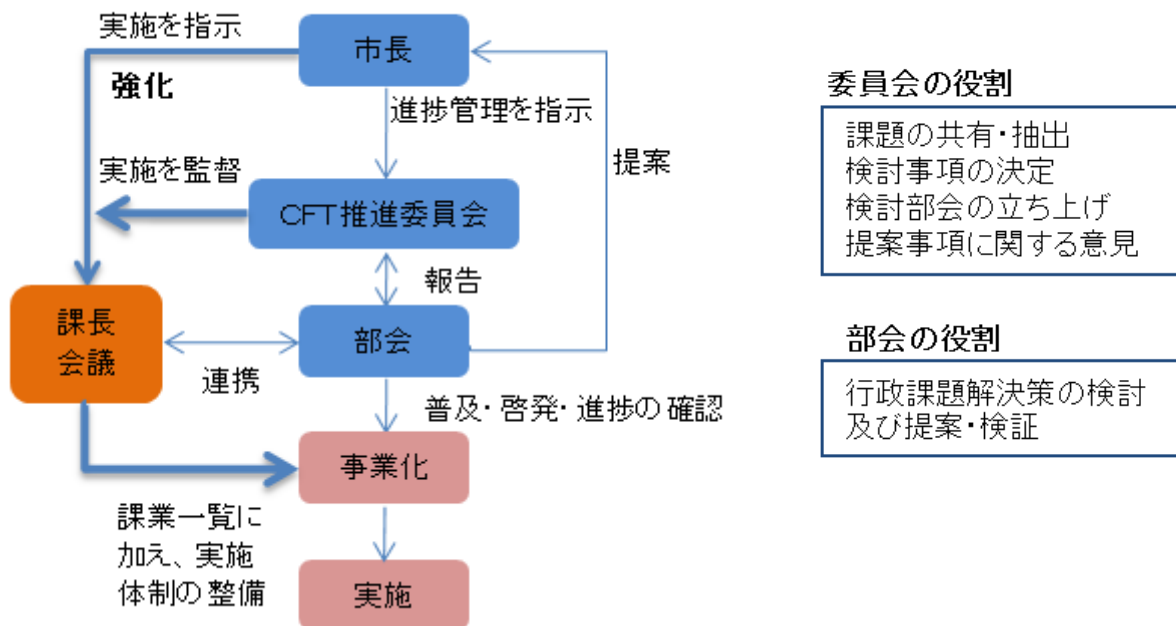 実施を指示
市長
強化
進捗管理を指示
提案
実施を監督
CFT推進委員会
報告
課長
会議
部会
連携
普及・啓発・進捗の確認
事業化
課業一覧に
加え、実施
体制の整備
実施
委員会の役割
課題の共有・抽出
検討事項の決定
検討部会の立ち上げ
提案事項に関する意見
部会の役割
行政課題解決策の検討
及び提案・検証